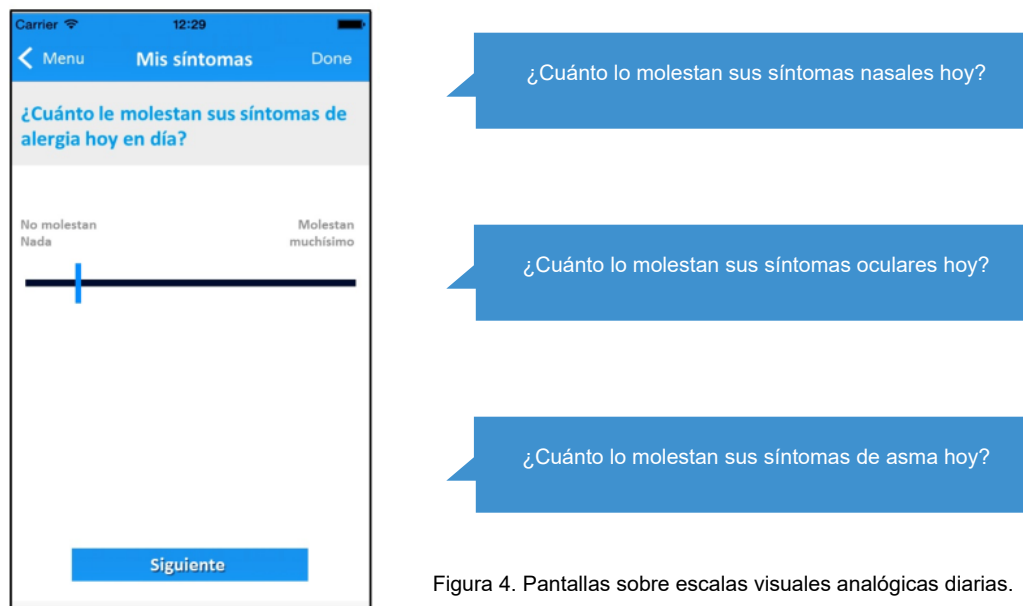 Carrier 12:29
Menu Mis síntomas Done
¿Cuánto le molestan sus síntomas de
alergia hoy en día?
No molestan
Nada
Molestan
muchísimo
Siguiente
¿Cuánto lo molestan sus síntomas nasales hoy?
¿Cuánto lo molestan sus síntomas oculares hoy?
¿Cuánto lo molestan sus síntomas de asma hoy?
Figura 4. Pantallas sobre escalas visuales analógicas diarias.